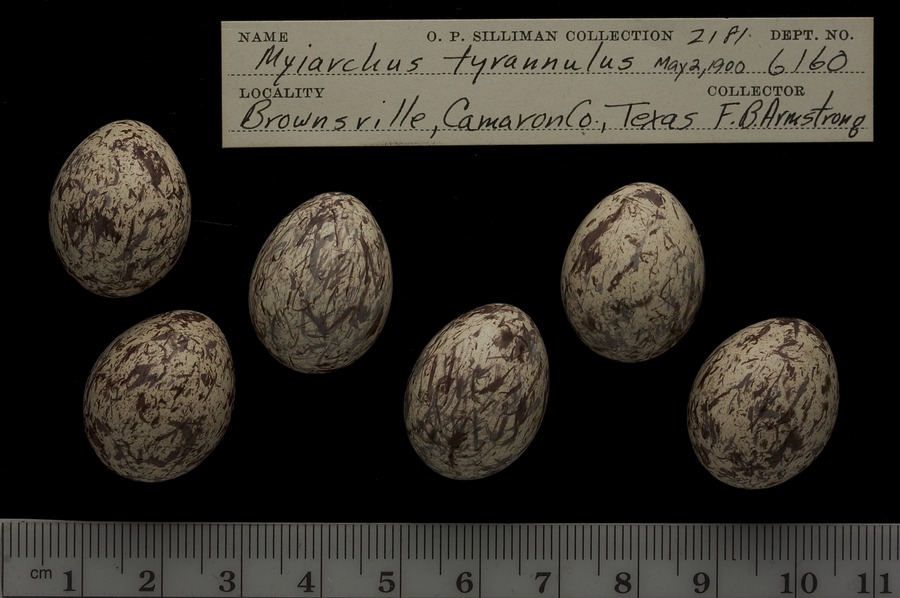 NAME O. P. SILLIMAN COLLECTION 2181. DEPT. NO.
Myiarchus tyrannulus May 2, 1900 6160
LOCALITY COLLECTOR
Brownsville, Camaron Co., Texas F. B. Armstrong
cm 1 2 3 4 5 6 7 8 9 10 11